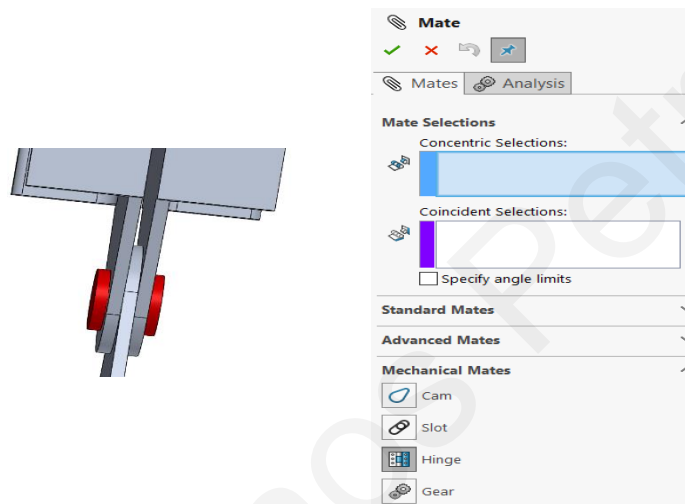 Mate
Mates
Analysis
Mate Selections
Concentric Selections:
Coincident Selections:
Specify angle limits
Standard Mates
Advanced Mates
Mechanical Mates
Cam
Slot
Hinge
Gear